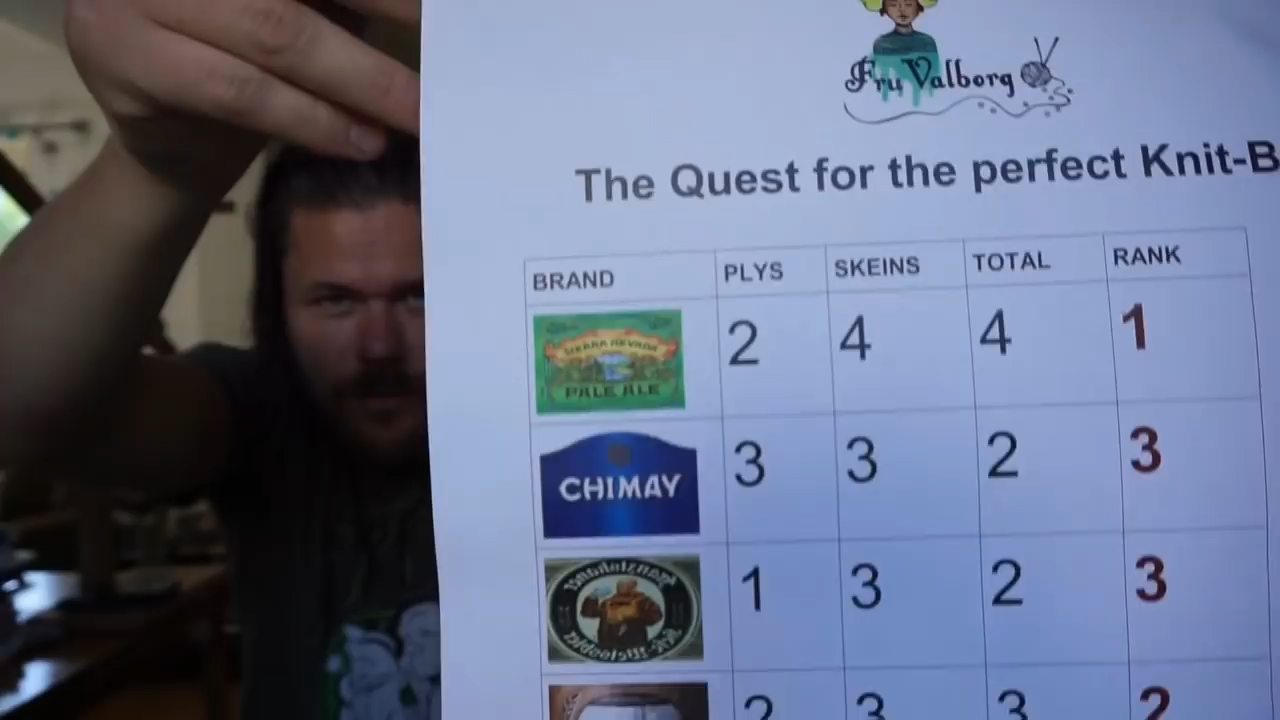 Fru Valborg
The Quest for the perfect Knit-B
BRAND PLYS SKEINS TOTAL RANK
SIERRA NEVADA
PALE ALE
2 4 4 1
CHIMAY
3 3 2 3
1 3 2 3
2 3 3 2